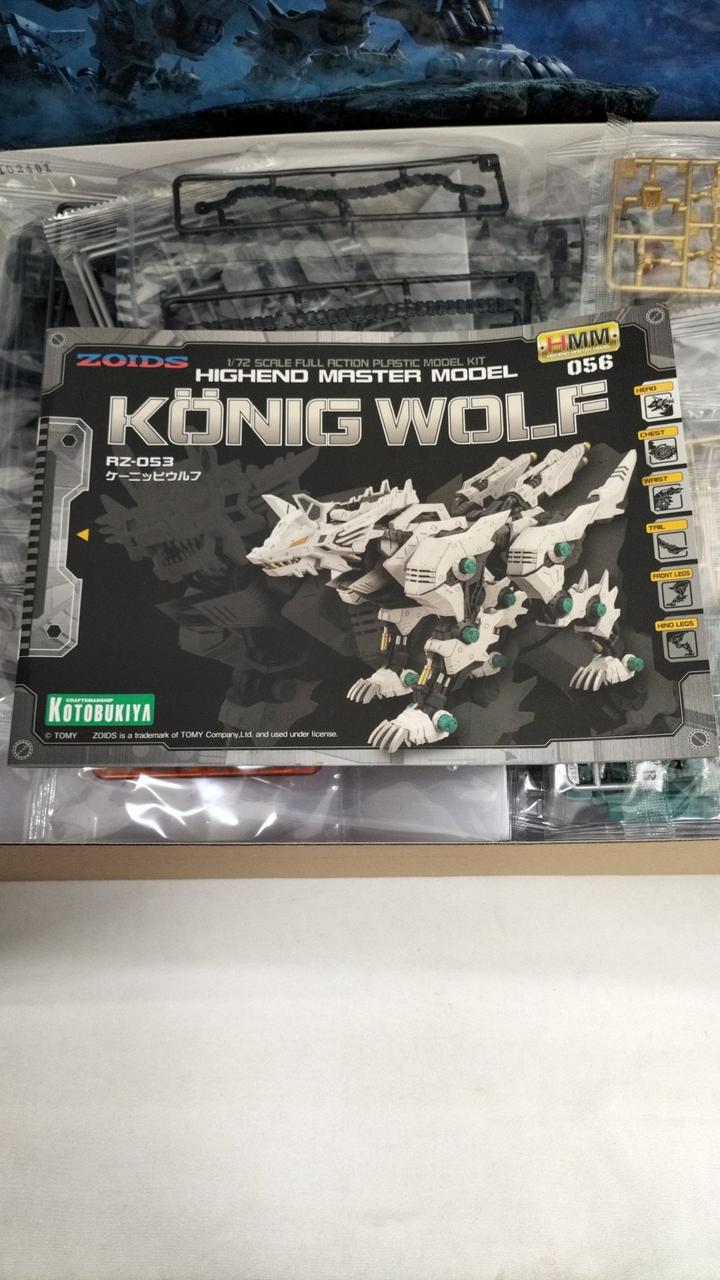 102401
ZOIDS
1/72 SCALE FULL ACTION PLASTIC MODEL KIT
HIGHEND MASTER MODEL
HMM
056
KÖNIG WOLF
RZ-053
ケーニッヒウルフ
HEAD
CHEST
WAIST
TAIL
FRONT LEGS
HIND LEGS
CRAFTSMANSHIP
KOTOBUKIYA
© TOMY ZOIDS is a trademark of TOMY Company,Ltd. and used under license.